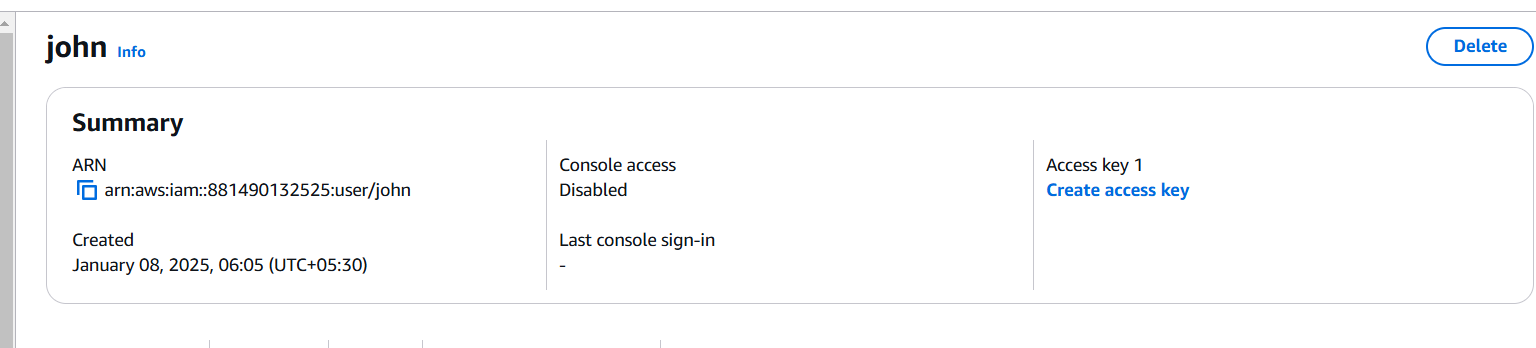 john Info
Delete
Summary
ARN
arn:aws:iam::881490132525:user/john
Created
January 08, 2025, 06:05 (UTC+05:30)
Console access
Disabled
Last console sign-in
-
Access key 1
Create access key